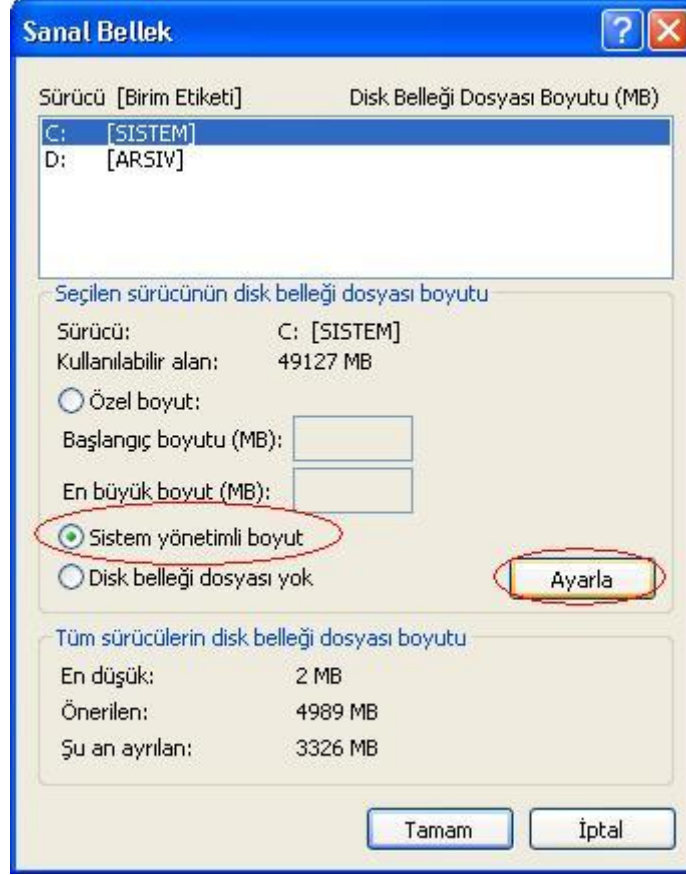 Sanal Bellek
Sürücü [Birim Etiketi] Disk Belleği Dosyası Boyutu (MB)
C: [SISTEM]
D: [ARSIV]
Seçilen sürücünün disk belleği dosyası boyutu
Sürücü: C: [SISTEM]
Kullanılabilir alan: 49127 MB
Özel boyut:
Başlangıç boyutu (MB):
En büyük boyut (MB):
Sistem yönetimli boyut
Disk belleği dosyası yok Ayarla
Tüm sürücülerin disk belleği dosyası boyutu
En düşük: 2 MB
Önerilen: 4989 MB
Şu an ayrılan: 3326 MB
Tamam İptal